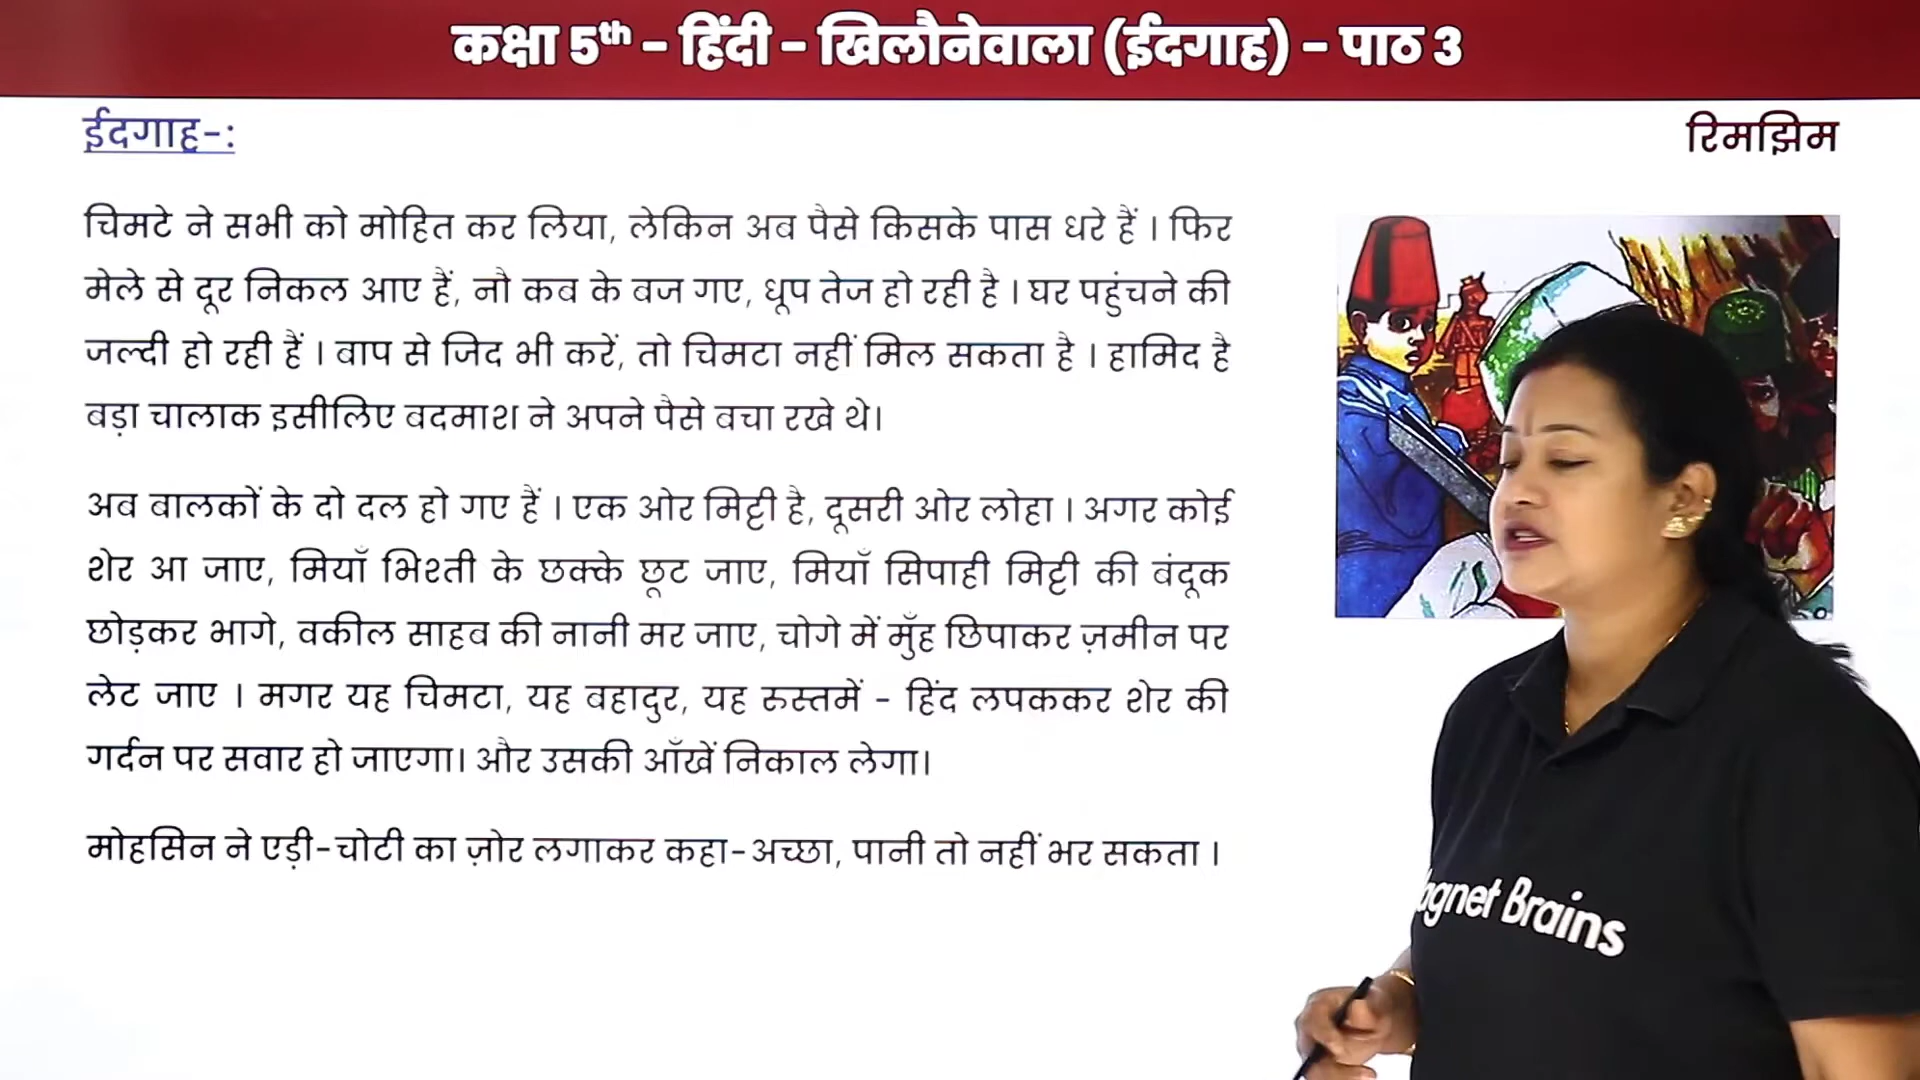 कक्षा 5th - हिंदी - खिलौनेवाला (ईदगाह) - पाठ 3
ईदगाह-:
रिमझिम
चिमटे ने सभी को मोहित कर लिया, लेकिन अब पैसे किसके पास धरे हैं । फिर
मेले से दूर निकल आए हैं, नौ कब के बज गए, धूप तेज हो रही है । घर पहुंचने की
जल्दी हो रही हैं । बाप से जिद भी करें, तो चिमटा नहीं मिल सकता है । हामिद है
बड़ा चालाक इसीलिए बदमाश ने अपने पैसे बचा रखे थे।
अब बालकों के दो दल हो गए हैं । एक ओर मिट्टी है, दूसरी ओर लोहा । अगर कोई
शेर आ जाए, मियाँ भिश्ती के छक्के छूट जाए, मियाँ सिपाही मिट्टी की बंदूक
छोड़कर भागे, वकील साहब की नानी मर जाए, चोगे में मुँह छिपाकर ज़मीन पर
लेट जाए । मगर यह चिमटा, यह बहादुर, यह रुस्तमें - हिंद लपककर शेर की
गर्दन पर सवार हो जाएगा। और उसकी आँखें निकाल लेगा।
मोहसिन ने एड़ी-चोटी का ज़ोर लगाकर कहा-अच्छा, पानी तो नहीं भर सकता ।
agnet Brains